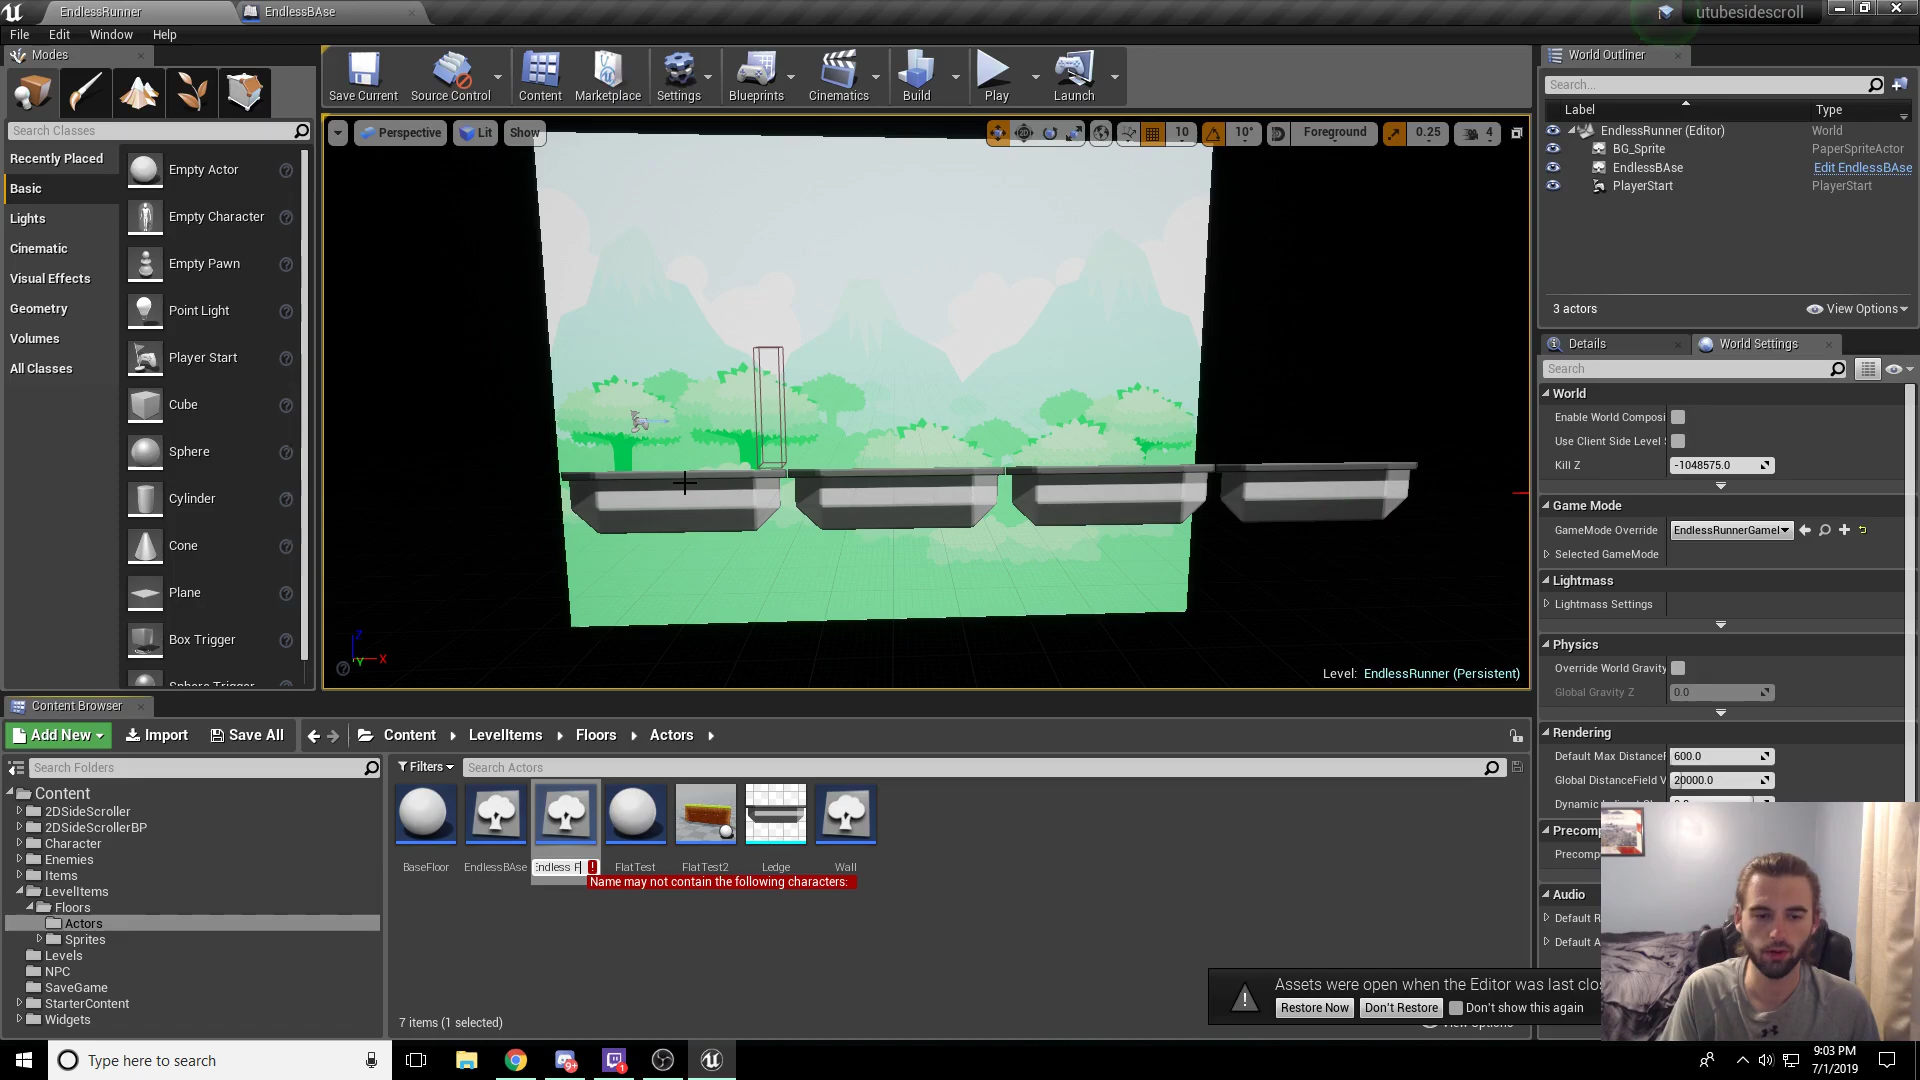 EndlessRunner
EndlessBAse
utubesidescroll
File Edit Window Help
Modes
Search Classes
Recently Placed
Basic
Lights
Cinematic
Visual Effects
Geometry
Volumes
All Classes
Empty Actor
Empty Character
Empty Pawn
Point Light
Player Start
Cube
Sphere
Cylinder
Cone
Plane
Box Trigger
Sphere Trigger
Save Current
Source Control
Content
Marketplace
Settings
Blueprints
Cinematics
Build
Play
Launch
Perspective
Lit
Show
10
10°
Foreground
0.25
4
Z
X
Y
Level: EndlessRunner (Persistent)
World Outliner
Search...
Label
Type
EndlessRunner (Editor) World
BG_Sprite PaperSpriteActor
EndlessBAse Edit EndlessBAse
PlayerStart PlayerStart
3 actors
View Options
Details
World Settings
Search
World
Enable World Composi
Use Client Side Level
Kill Z -1048575.0
Game Mode
GameMode Override EndlessRunnerGameI
Selected GameMode
Lightmass
Lightmass Settings
Physics
Override World Gravity
Global Gravity Z 0.0
Rendering
Default Max DistanceF 600.0
Global DistanceField V 20000.0
Precomp
Precomp
Audio
Default R
Default A
Content Browser
Add New
Import
Save All
Content
LevelItems
Floors
Actors
Search Folders
Filters
Search Actors
Content
2DSideScroller
2DSideScrollerBP
Character
Enemies
Items
LevelItems
Floors
Actors
Sprites
Levels
NPC
SaveGame
StarterContent
Widgets
BaseFloor
EndlessBAse
Endless F
FlatTest
FlatTest2
Ledge
Wall
Name may not contain the following characters:
7 items (1 selected)
Assets were open when the Editor was last clo
Restore Now
Don't Restore
Don't show this again
View Options
Type here to search
9+
1
9:03 PM
7/1/2019